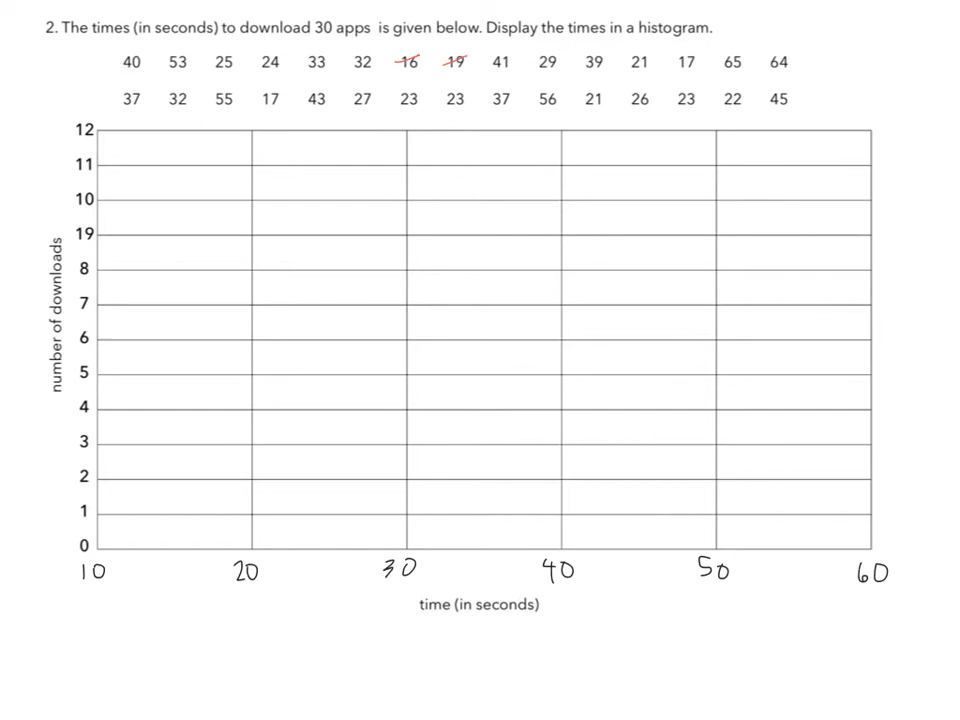 2. The times (in seconds) to download 30 apps is given below. Display the times in a histogram.
40 53 25 24 33 32 16 19 41 29 39 21 17 65 64
37 32 55 17 43 27 23 23 37 56 21 26 23 22 45
12
11
10
19
8
7
6
5
4
3
2
1
0
number of downloads
10 20 30 40 50 60
time (in seconds)